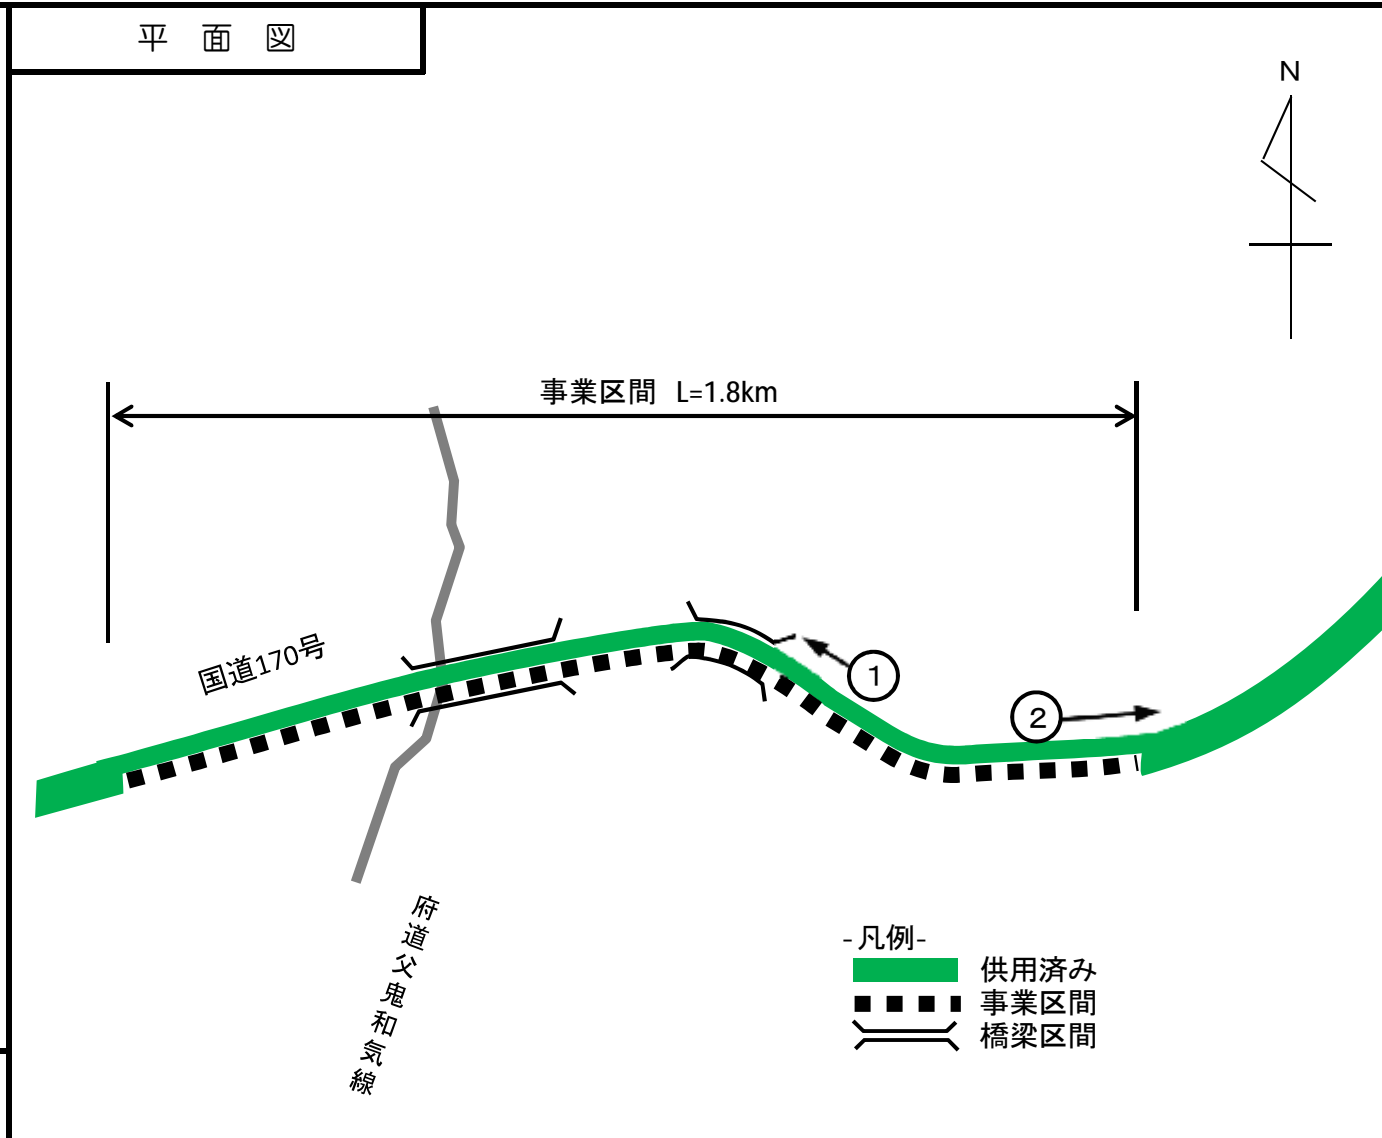 平 面 図
N
事業区間 L=1.8km
国道170号
1
2
府道父鬼和気線
-凡例-
供用済み
事業区間
橋梁区間